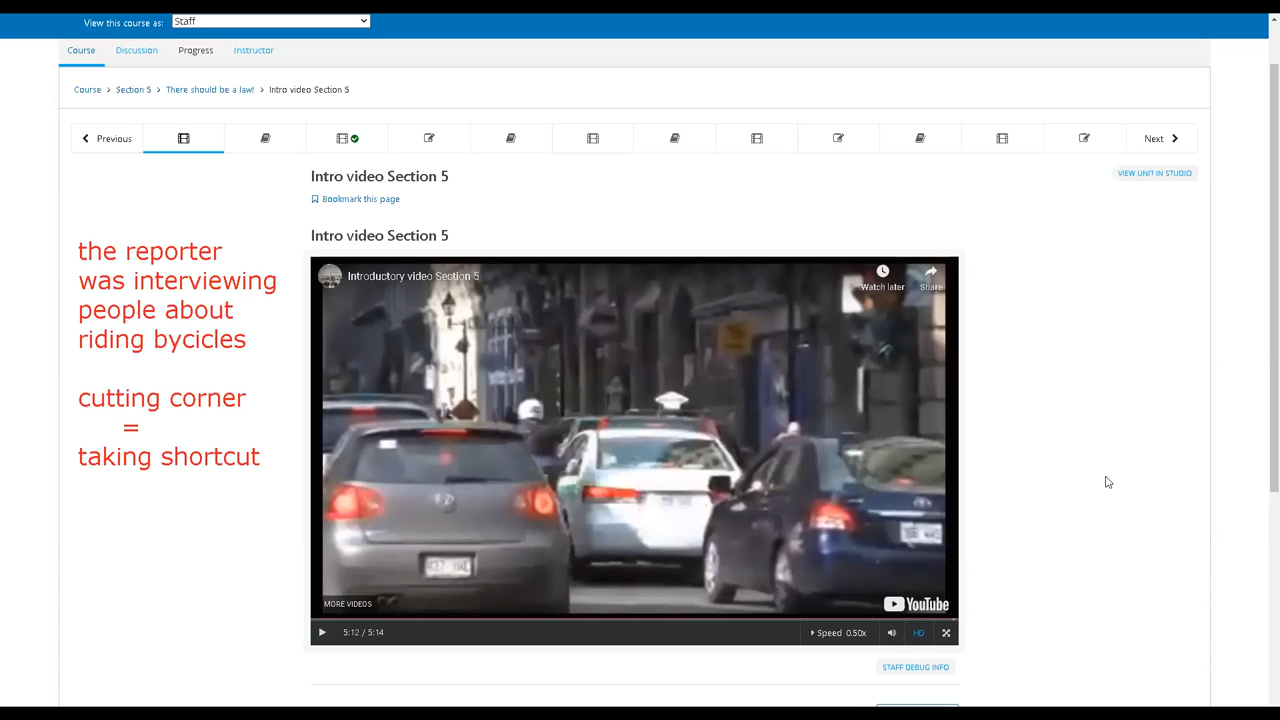 View this course as: Staff
Course Discussion Progress Instructor
Course > Section 5 > There should be a law! > Intro video Section 5
Previous
Next
Intro video Section 5
VIEW UNIT IN STUDIO
Bookmark this page
Intro video Section 5
the reporter
was interviewing
people about
riding bycicles
cutting corner
=
taking shortcut
Introductory video Section 5
Watch later
Share
MORE VIDEOS
YouTube
5:12 / 5:14
Speed 0.50x
HD
STAFF DEBUG INFO